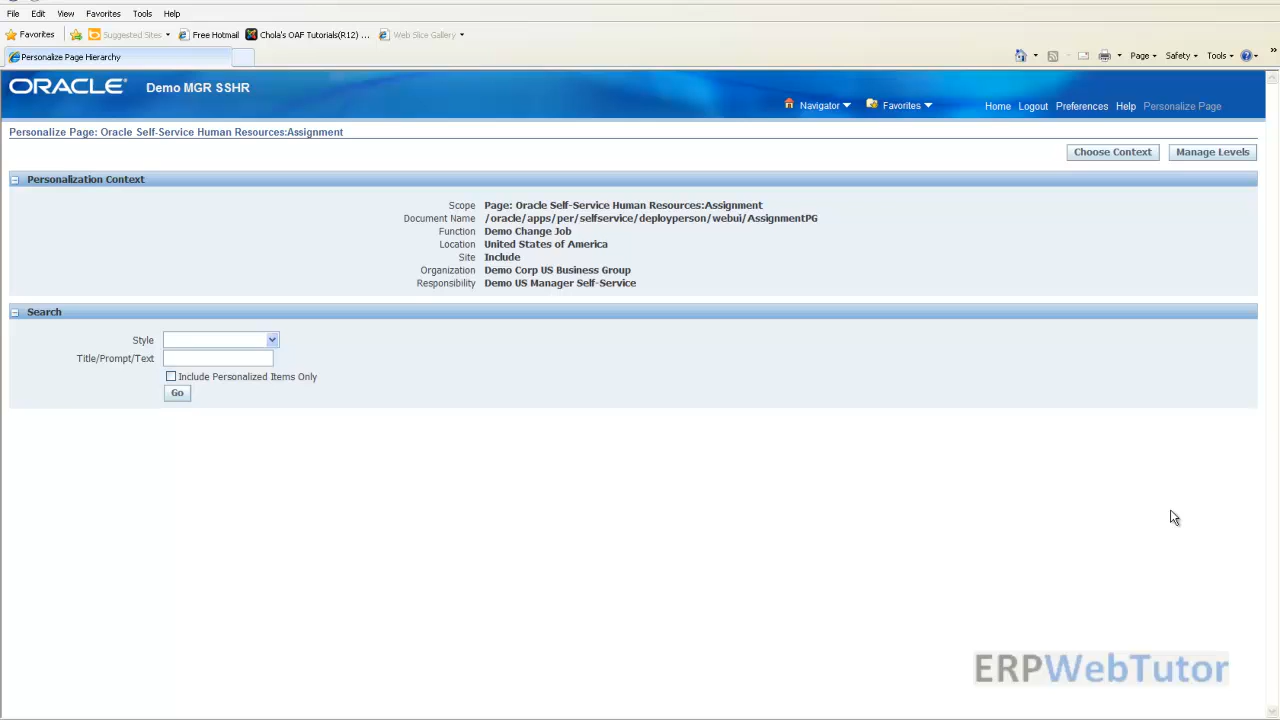 File Edit View Favorites Tools Help
Favorites Suggested Sites Free Hotmail Chola's OAF Tutorials(R12) ... Web Slice Gallery
Personalize Page Hierarchy Page Safety Tools
ORACLE Demo MGR SSHR
Navigator Favorites Home Logout Preferences Help Personalize Page
Personalize Page: Oracle Self-Service Human Resources:Assignment
Choose Context Manage Levels
Personalization Context
Scope Page: Oracle Self-Service Human Resources:Assignment
Document Name /oracle/apps/per/selfservice/deployperson/webui/AssignmentPG
Function Demo Change Job
Location United States of America
Site Include
Organization Demo Corp US Business Group
Responsibility Demo US Manager Self-Service
Search
Style
Title/Prompt/Text
Include Personalized Items Only
Go
ERPWebTutor